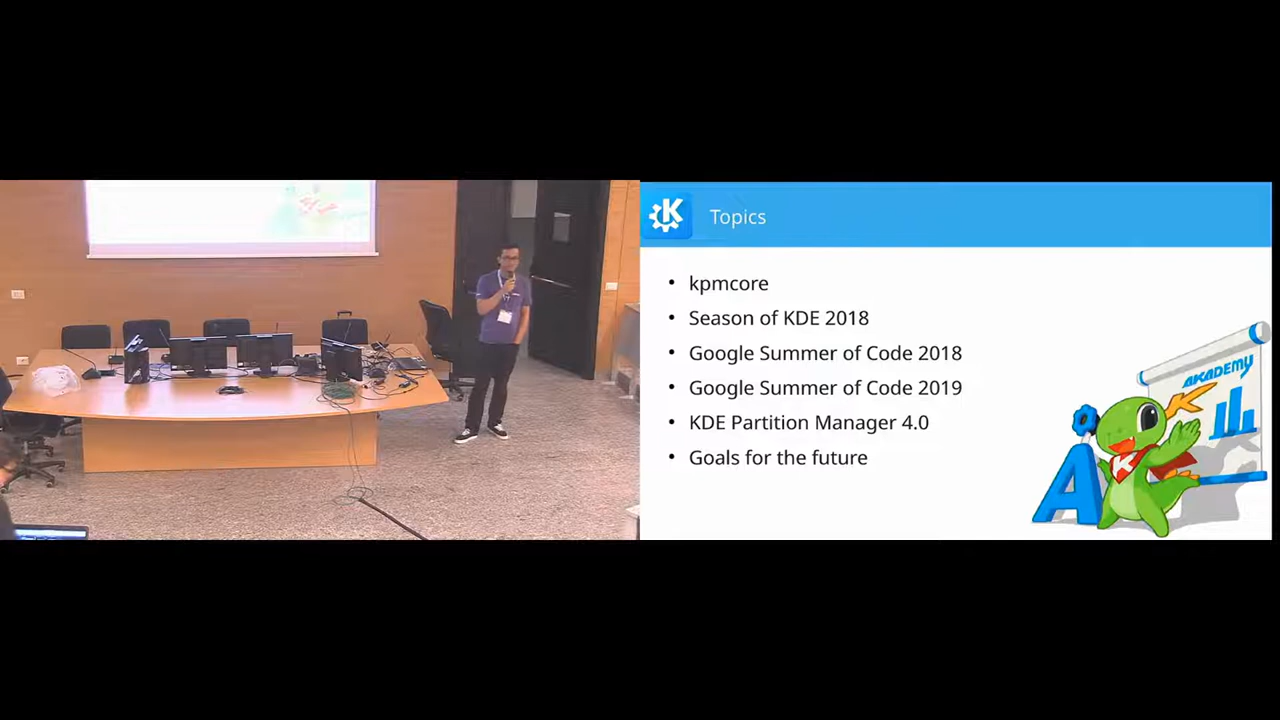 Topics
• kpmcore
• Season of KDE 2018
• Google Summer of Code 2018
• Google Summer of Code 2019
• KDE Partition Manager 4.0
• Goals for the future
AKADEMY
A
K
K